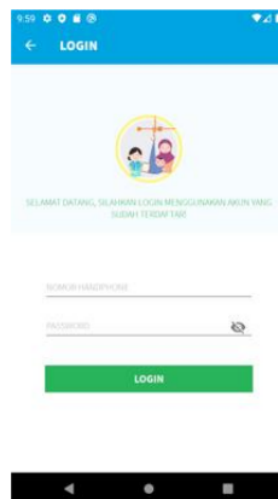 9:59
LOGIN
SELAMAT DATANG, SILAHKAN LOGIN MENGGUNAKAN AKUN YANG
SUDAH TERDAFTAR!
NOMOR HANDPHONE
PASSWORD
LOGIN